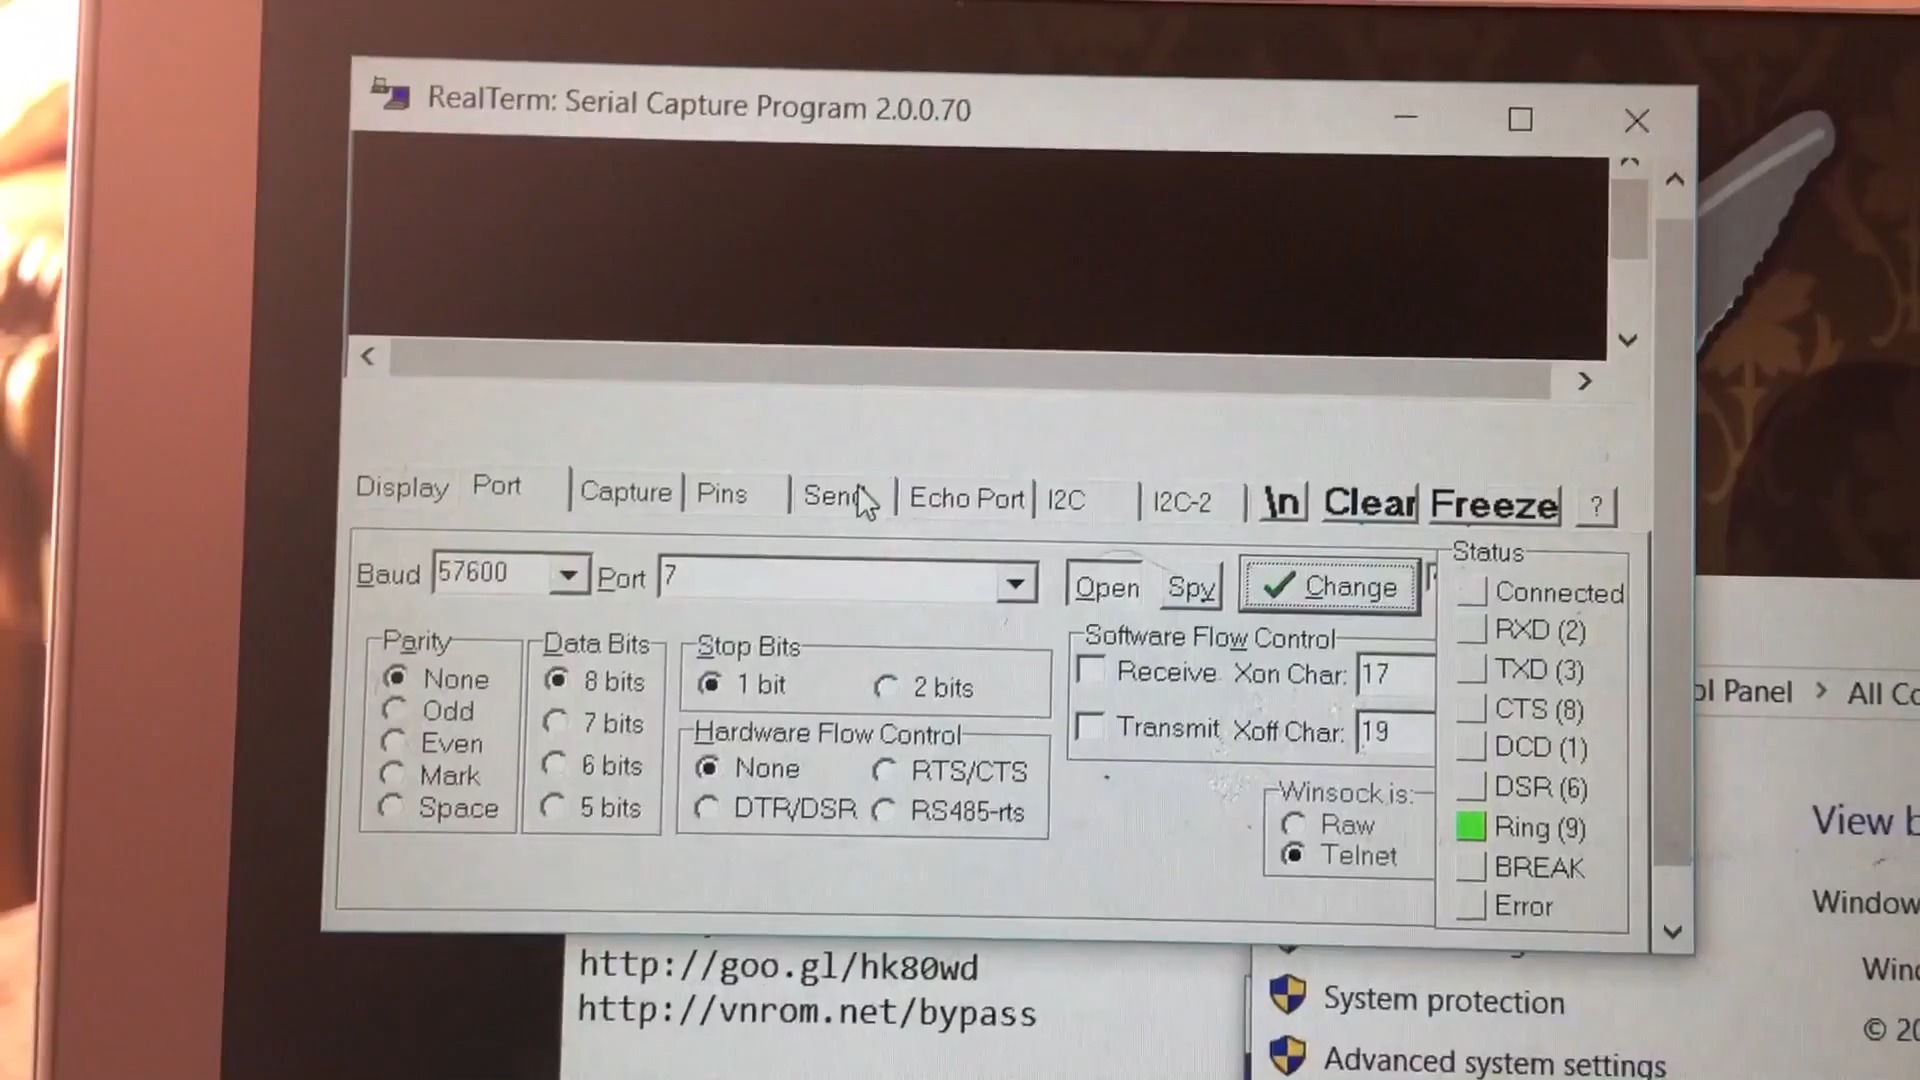 RealTerm: Serial Capture Program 2.0.0.70
Display Port Capture Pins Send Echo Port I2C I2C-2 \n Clear Freeze ?
Baud 57600 Port 7 Open Spy Change
Status
Connected
RXD (2)
TXD (3)
CTS (8)
DCD (1)
DSR (6)
Ring (9)
BREAK
Error
Parity
None
Odd
Even
Mark
Space
Data Bits
8 bits
7 bits
6 bits
5 bits
Stop Bits
1 bit 2 bits
Hardware Flow Control
None RTS/CTS
DTR/DSR RS485-rts
Software Flow Control
Receive Xon Char: 17
Transmit Xoff Char: 19
Winsock is:
Raw
Telnet
http://goo.gl/hk80wd
http://vnrom.net/bypass
Panel > All
View
System protection
Advanced system settings
©